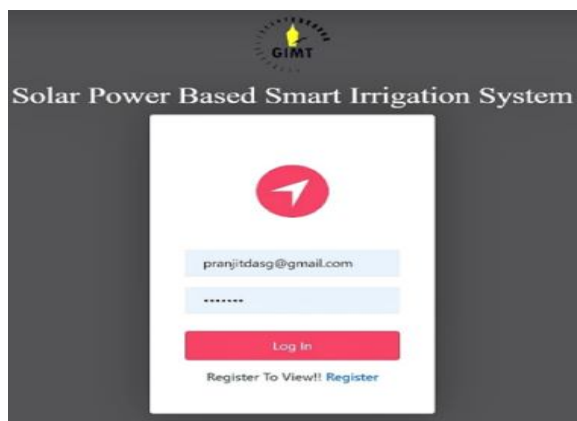 GIMT
Solar Power Based Smart Irrigation System
pranjitdasg@gmail.com
•••••••
Log In
Register To View!! Register